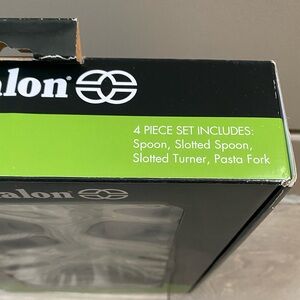 alon
4 PIECE SET INCLUDES:
Spoon, Slotted Spoon,
Slotted Turner, Pasta Fork
alon